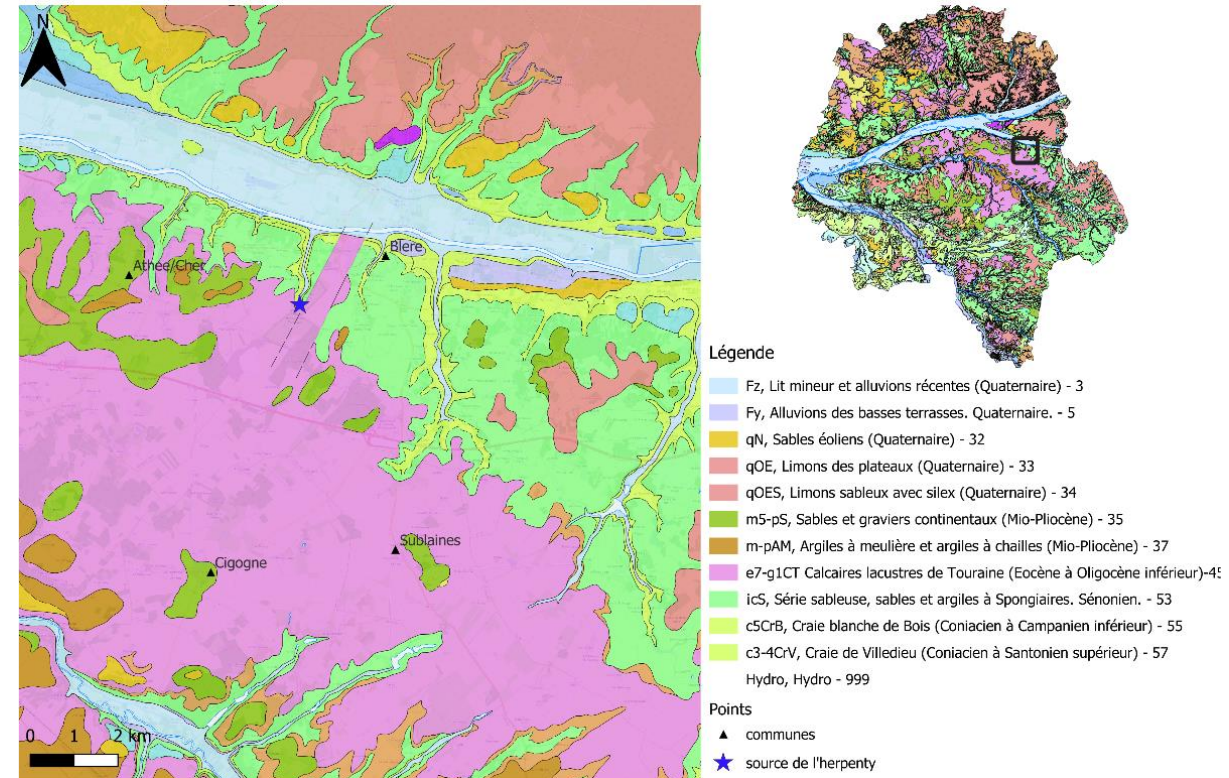 N
Athée/Cher
Bléré
Cigogné
Sublaines
0 1 2 km
Légende
Fz, Lit mineur et alluvions récentes (Quaternaire) - 3
Fy, Alluvions des basses terrasses. Quaternaire. - 5
qN, Sables éoliens (Quaternaire) - 32
qOE, Limons des plateaux (Quaternaire) - 33
qOES, Limons sableux avec silex (Quaternaire) - 34
m5-pS, Sables et graviers continentaux (Mio-Pliocène) - 35
m-pAM, Argiles à meulière et argiles à chailles (Mio-Pliocène) - 37
e7-g1CT Calcaires lacustres de Touraine (Eocène à Oligocène inférieur)-45
icS, Série sableuse, sables et argiles à Spongiaires. Sénonien. - 53
c5CrB, Craie blanche de Bois (Coniacien à Campanien inférieur) - 55
c3-4CrV, Craie de Villedieu (Coniacien à Santonien supérieur) - 57
Hydro, Hydro - 999
Points
communes
source de l'herpenty